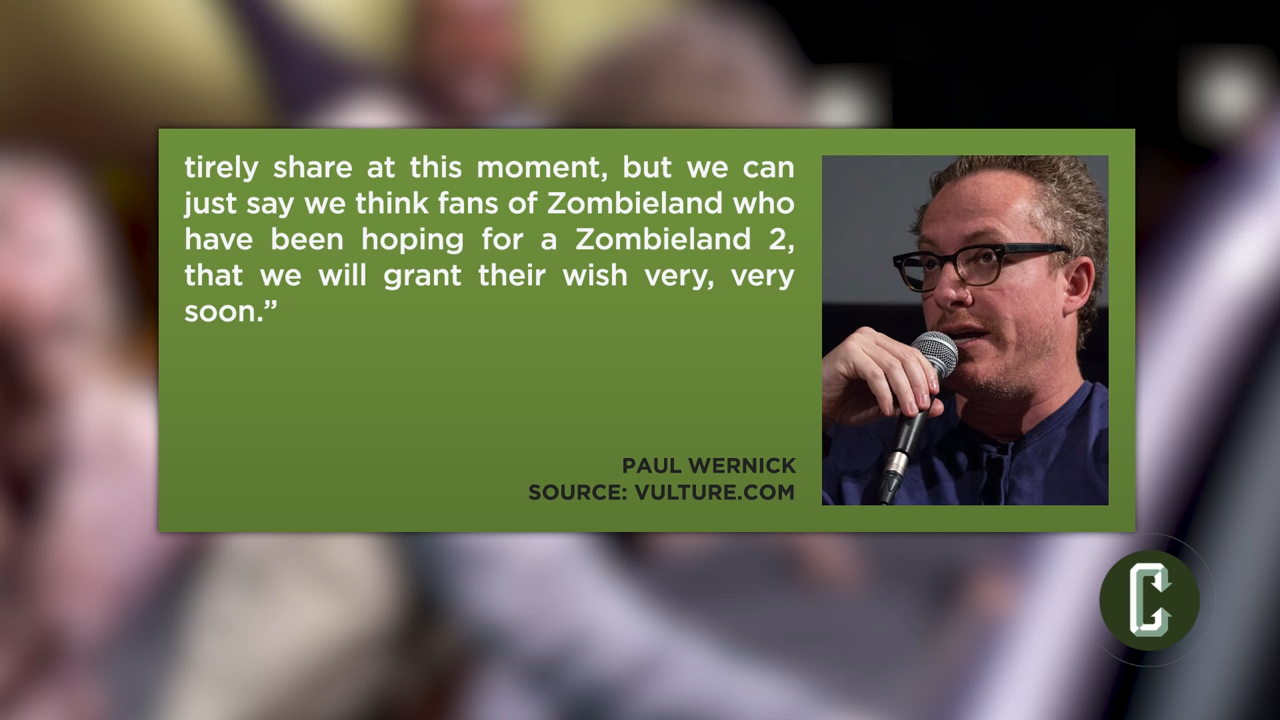 tirely share at this moment, but we can
just say we think fans of Zombieland who
have been hoping for a Zombieland 2,
that we will grant their wish very, very
soon.”
PAUL WERNICK
SOURCE: VULTURE.COM